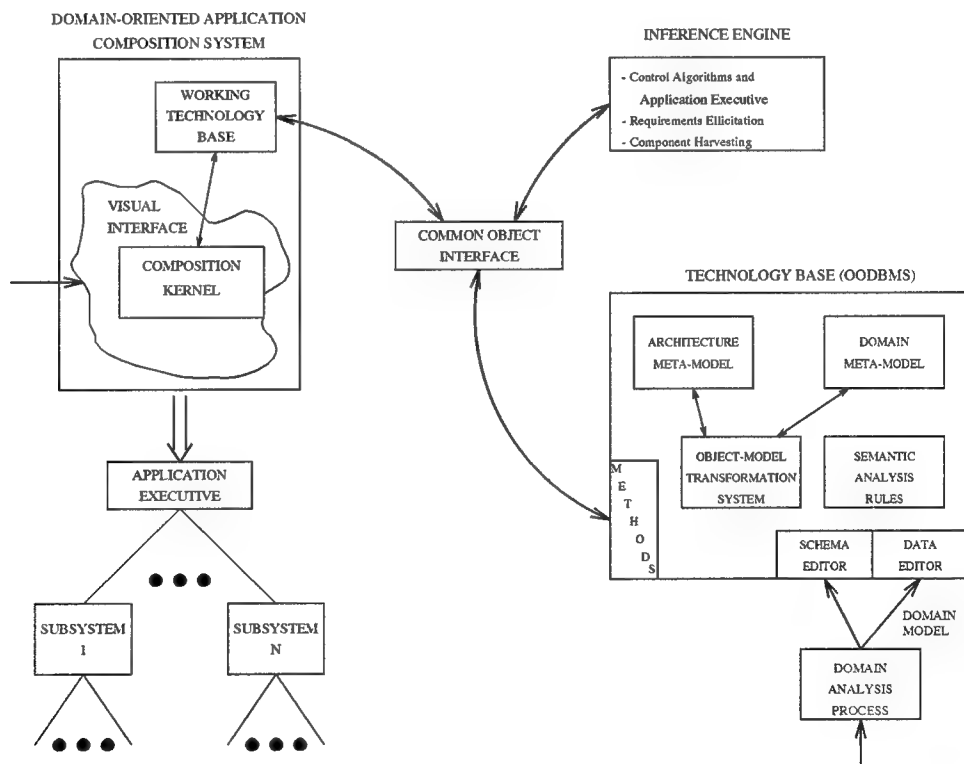 DOMAIN-ORIENTED APPLICATION
COMPOSITION SYSTEM
WORKING
TECHNOLOGY
BASE
VISUAL
INTERFACE
COMPOSITION
KERNEL
APPLICATION
EXECUTIVE
SUBSYSTEM
1
SUBSYSTEM
N
INFERENCE ENGINE
- Control Algorithms and
Application Executive
- Requirements Ellicitation
- Component Harvesting
COMMON OBJECT
INTERFACE
TECHNOLOGY BASE (OODBMS)
ARCHITECTURE
META-MODEL
DOMAIN
META-MODEL
OBJECT-MODEL
TRANSFORMATION
SYSTEM
SEMANTIC
ANALYSIS
RULES
METHODS
SCHEMA
EDITOR
DATA
EDITOR
DOMAIN
MODEL
DOMAIN
ANALYSIS
PROCESS